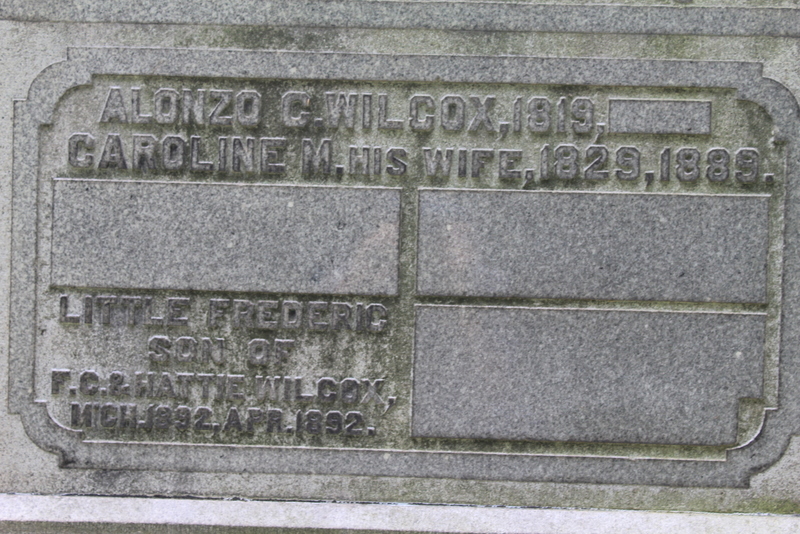 ALONZO C. WILCOX, 1819,
CAROLINE M. HIS WIFE, 1829, 1889.
LITTLE FREDERIC
SON OF
F. C. & HATTIE WILCOX,
MCH. 1892, APR. 1892.